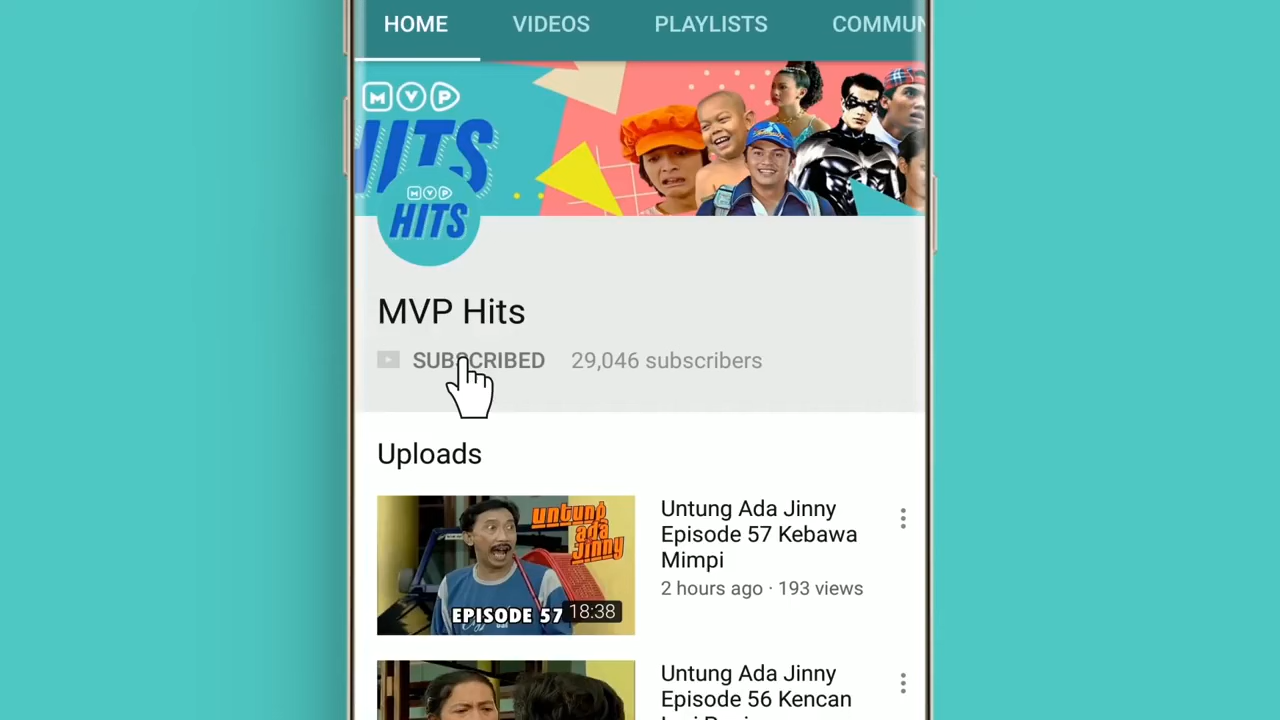 HOME VIDEOS PLAYLISTS COMMUN
MVP
HITS
MVP
HITS
MVP Hits
SUBSCRIBED 29,046 subscribers
Uploads
untung
ada
Jinny
EPISODE 57
18:38
Untung Ada Jinny
Episode 57 Kebawa
Mimpi
2 hours ago · 193 views
Untung Ada Jinny
Episode 56 Kencan